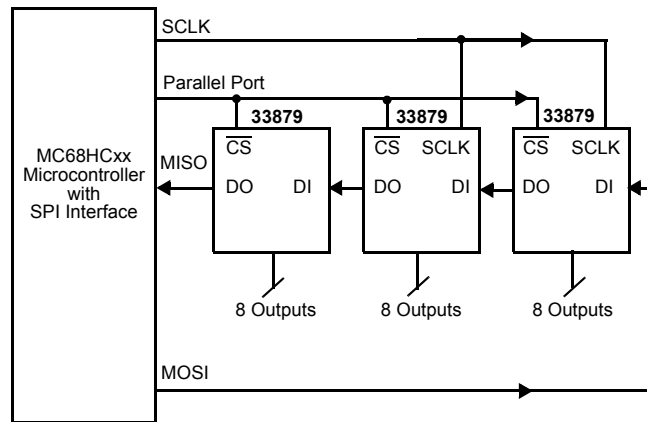 SCLK
Parallel Port
33879 33879 33879
CS CS SCLK CS SCLK
MC68HCxx
Microcontroller
with
SPI Interface
MISO
DO DI DO DI DO DI
8 Outputs 8 Outputs 8 Outputs
MOSI